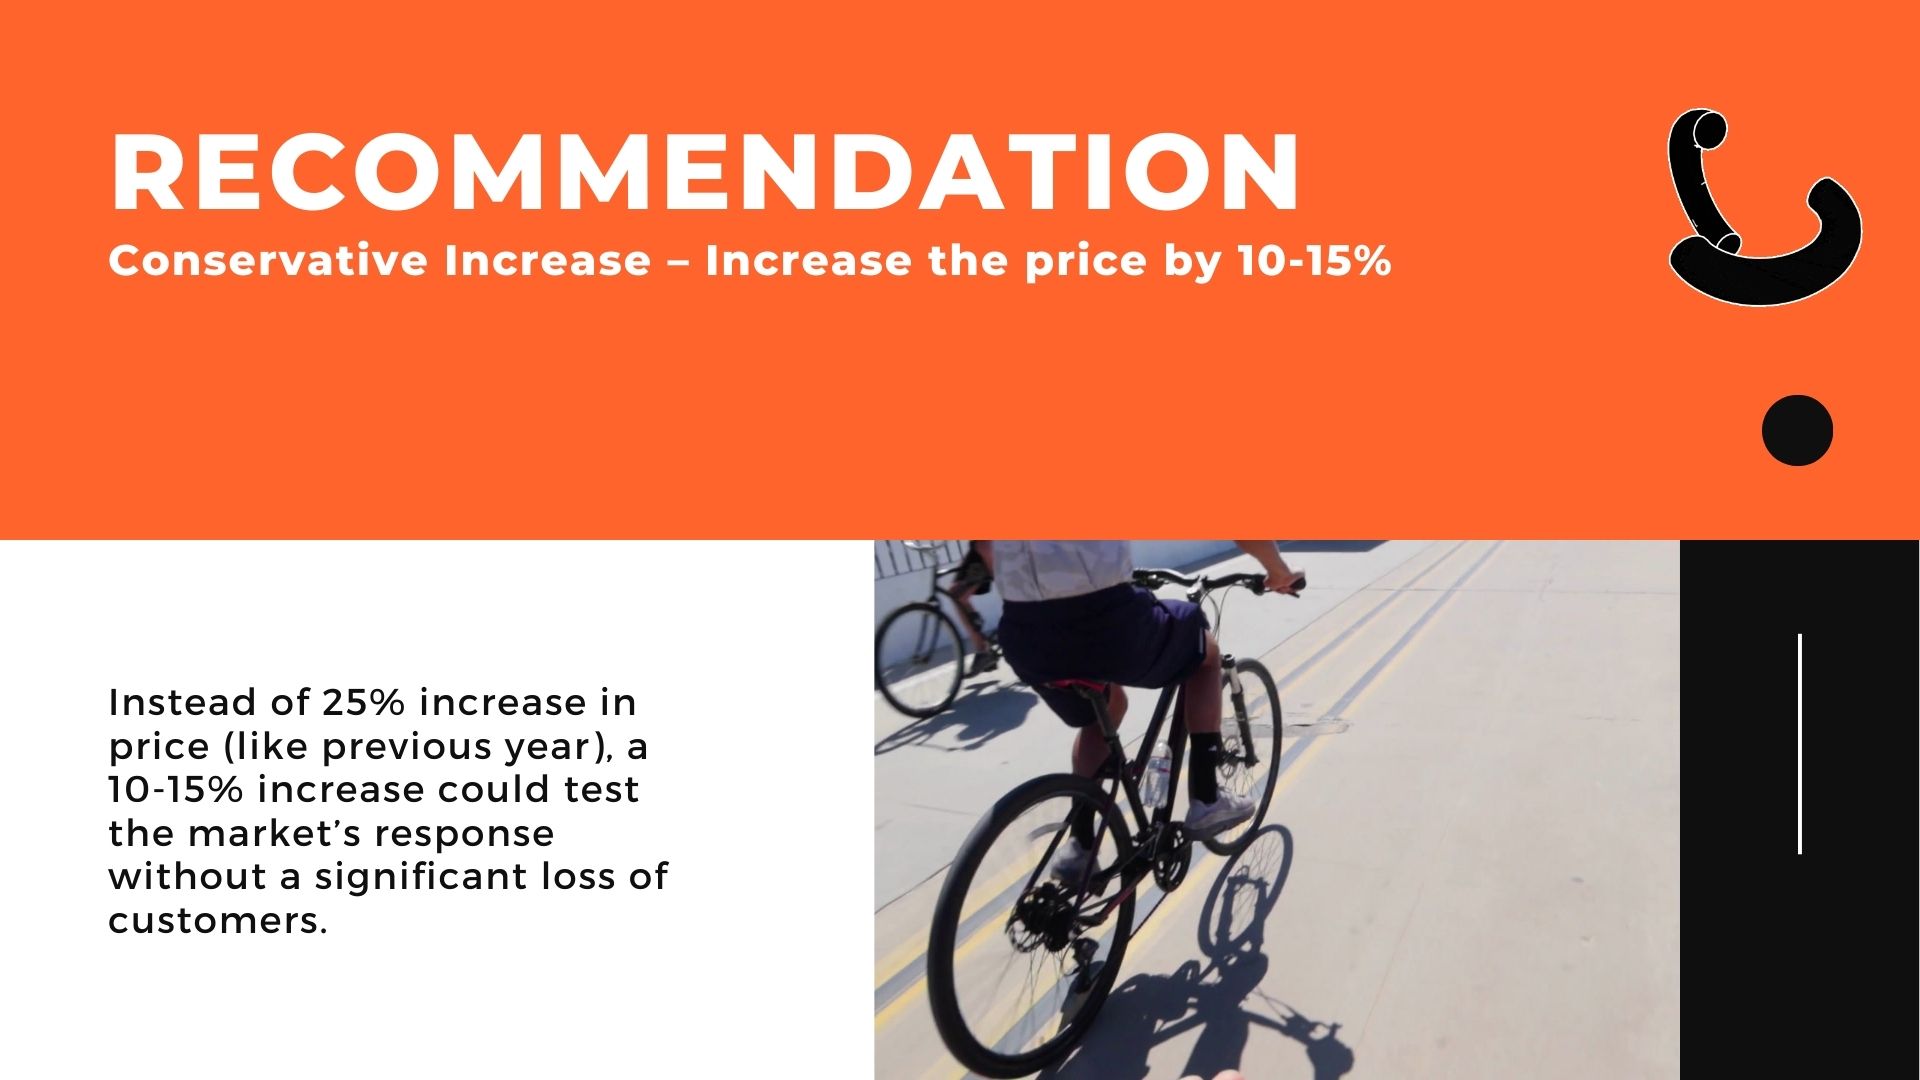 RECOMMENDATION
Conservative Increase – Increase the price by 10-15%
Instead of 25% increase in
price (like previous year), a
10-15% increase could test
the market’s response
without a significant loss of
customers.